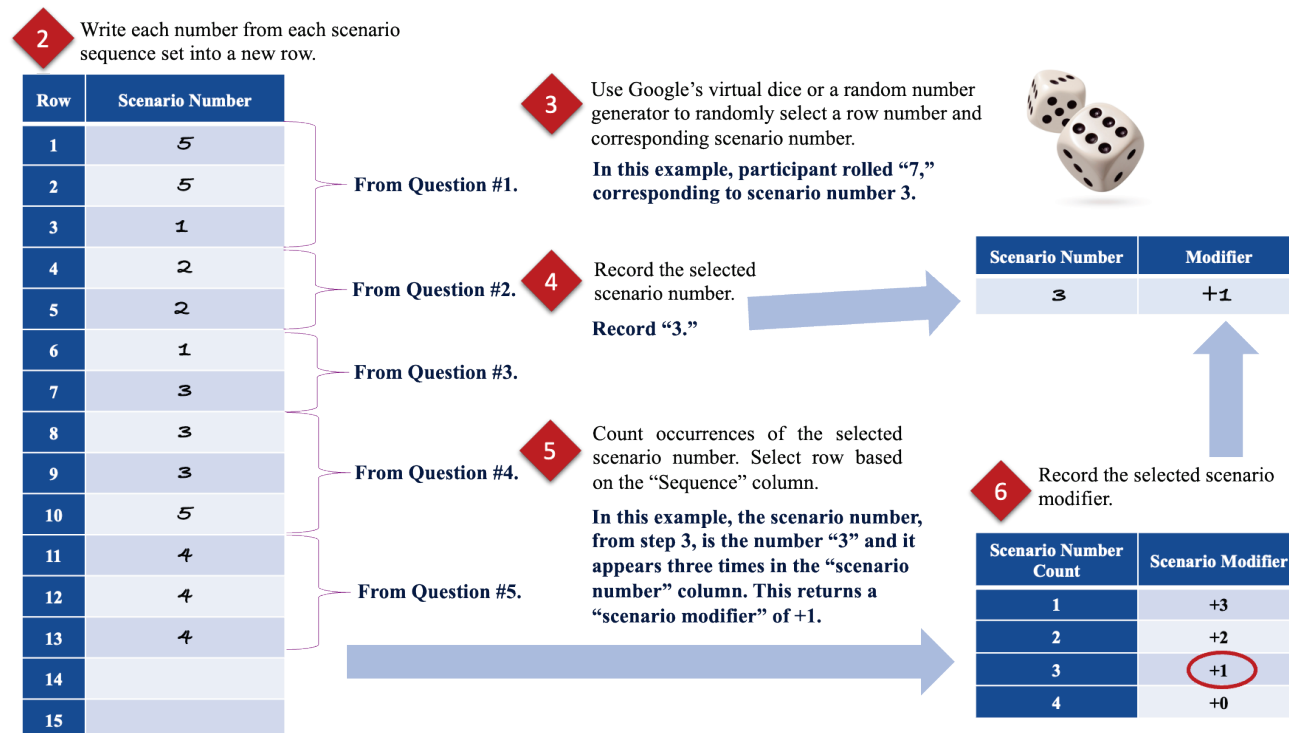 2
Write each number from each scenario
sequence set into a new row.
Row Scenario Number
1 5
2 5
3 1
4 2
5 2
6 1
7 3
8 3
9 3
10 5
11 4
12 4
13 4
14
15
From Question #1.
From Question #2.
From Question #3.
From Question #4.
From Question #5.
3
Use Google’s virtual dice or a random number
generator to randomly select a row number and
corresponding scenario number.
In this example, participant rolled “7,”
corresponding to scenario number 3.
4
Record the selected
scenario number.
Record “3.”
Scenario Number Modifier
3 +1
5
Count occurrences of the selected
scenario number. Select row based
on the “Sequence” column.
In this example, the scenario number,
from step 3, is the number “3” and it
appears three times in the “scenario
number” column. This returns a
“scenario modifier” of +1.
6
Record the selected scenario
modifier.
Scenario Number
Count
Scenario Modifier
1 +3
2 +2
3 +1
4 +0